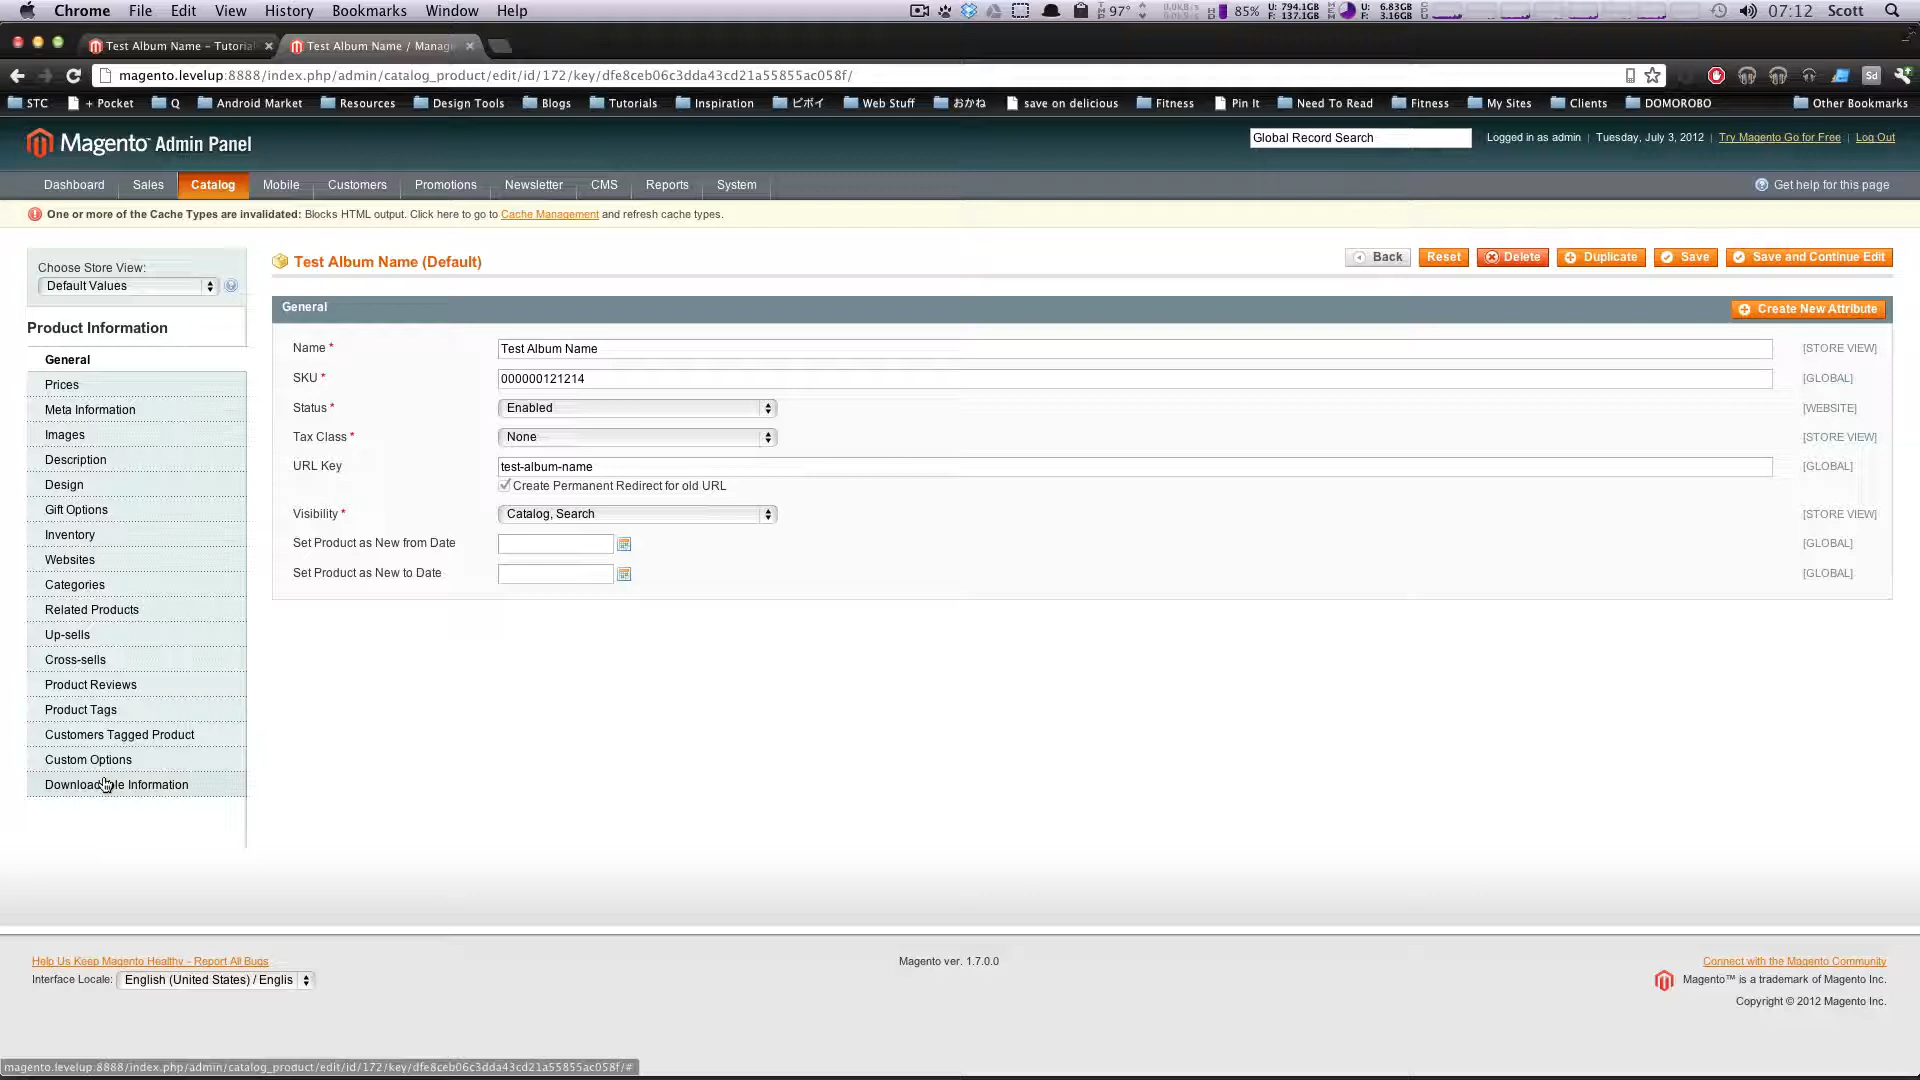 Chrome File Edit View History Bookmarks Window Help 97° 85% U: 794.1GB F: 137.1GB U: 6.83GB F: 3.16GB 07:12 Scott
Test Album Name – Tutoria
Test Album Name / Manag
magento.levelup:8888/index.php/admin/catalog_product/edit/id/172/key/dfe8ceb06c3dda43cd21a55855ac058f/
STC + Pocket Q Android Market Resources Design Tools Blogs Tutorials Inspiration ビボイ Web Stuff おかね save on delicious Fitness Pin It Need To Read Fitness My Sites Clients DOMOROBO Other Bookmarks
Magento™ Admin Panel
Global Record Search
Logged in as admin | Tuesday, July 3, 2012 | Try Magento Go for Free | Log Out
Dashboard Sales Catalog Mobile Customers Promotions Newsletter CMS Reports System
Get help for this page
One or more of the Cache Types are invalidated: Blocks HTML output. Click here to go to Cache Management and refresh cache types.
Choose Store View:
Default Values
Product Information
General
Prices
Meta Information
Images
Description
Design
Gift Options
Inventory
Websites
Categories
Related Products
Up-sells
Cross-sells
Product Reviews
Product Tags
Customers Tagged Product
Custom Options
Downloadable Information
Test Album Name (Default)
Back Reset Delete Duplicate Save Save and Continue Edit
General
Create New Attribute
Name * Test Album Name [STORE VIEW]
SKU * 000000121214 [GLOBAL]
Status * Enabled [WEBSITE]
Tax Class * None [STORE VIEW]
URL Key test-album-name [GLOBAL]
Create Permanent Redirect for old URL
Visibility * Catalog, Search [STORE VIEW]
Set Product as New from Date [GLOBAL]
Set Product as New to Date [GLOBAL]
Help Us Keep Magento Healthy - Report All Bugs
Interface Locale: English (United States) / Englis
Magento ver. 1.7.0.0
Connect with the Magento Community
Magento™ is a trademark of Magento Inc.
Copyright © 2012 Magento Inc.
magento.levelup:8888/index.php/admin/catalog_product/edit/id/172/key/dfe8ceb06c3dda43cd21a55855ac058f/#